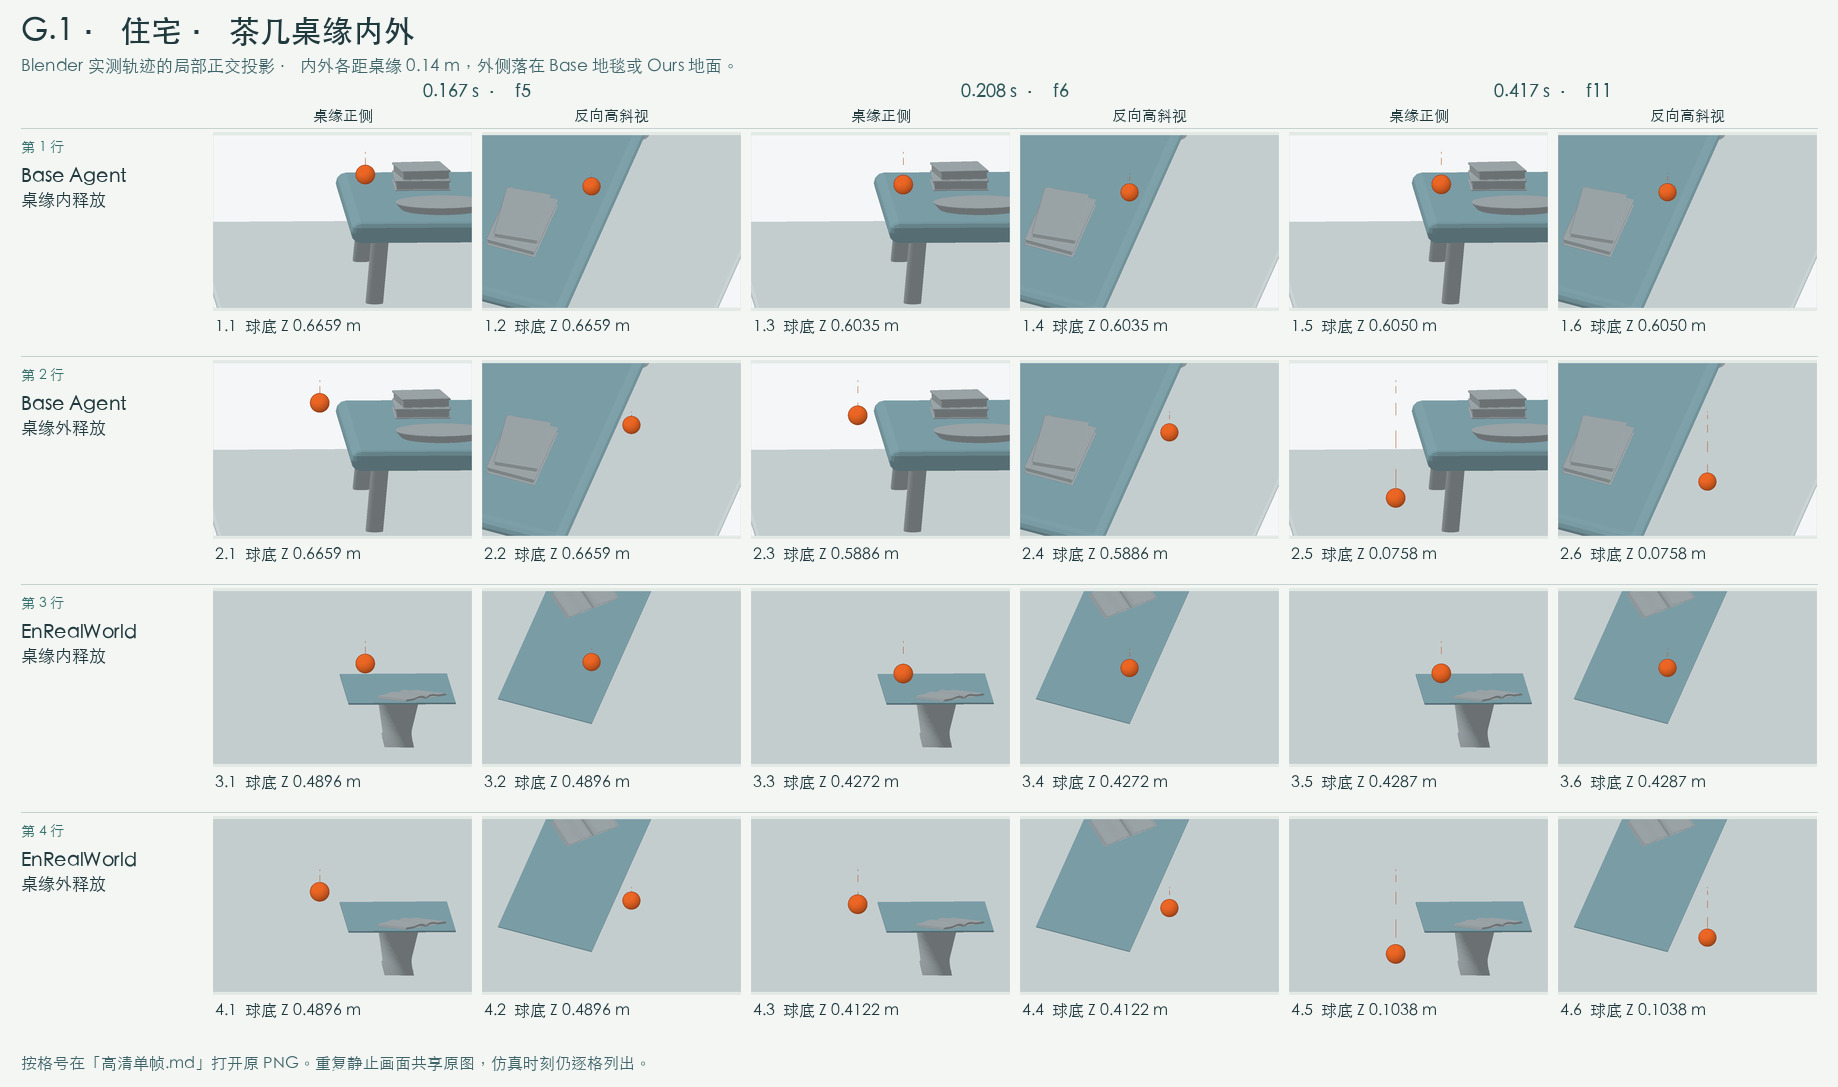 G.1 · 住宅 · 茶几桌缘内外
Blender 实测轨迹的局部正交投影 · 内外各距桌缘 0.14 m，外侧落在 Base 地毯或 Ours 地面。
0.167 s · f5
0.208 s · f6
0.417 s · f11
桌缘正侧
反向高斜视
桌缘正侧
反向高斜视
桌缘正侧
反向高斜视
第 1 行
Base Agent
桌缘内释放
1.1 球底 Z 0.6659 m
1.2 球底 Z 0.6659 m
1.3 球底 Z 0.6035 m
1.4 球底 Z 0.6035 m
1.5 球底 Z 0.6050 m
1.6 球底 Z 0.6050 m
第 2 行
Base Agent
桌缘外释放
2.1 球底 Z 0.6659 m
2.2 球底 Z 0.6659 m
2.3 球底 Z 0.5886 m
2.4 球底 Z 0.5886 m
2.5 球底 Z 0.0758 m
2.6 球底 Z 0.0758 m
第 3 行
EnRealWorld
桌缘内释放
3.1 球底 Z 0.4896 m
3.2 球底 Z 0.4896 m
3.3 球底 Z 0.4272 m
3.4 球底 Z 0.4272 m
3.5 球底 Z 0.4287 m
3.6 球底 Z 0.4287 m
第 4 行
EnRealWorld
桌缘外释放
4.1 球底 Z 0.4896 m
4.2 球底 Z 0.4896 m
4.3 球底 Z 0.4122 m
4.4 球底 Z 0.4122 m
4.5 球底 Z 0.1038 m
4.6 球底 Z 0.1038 m
按格号在「高清单帧.md」打开原 PNG。重复静止画面共享原图，仿真时刻仍逐格列出。